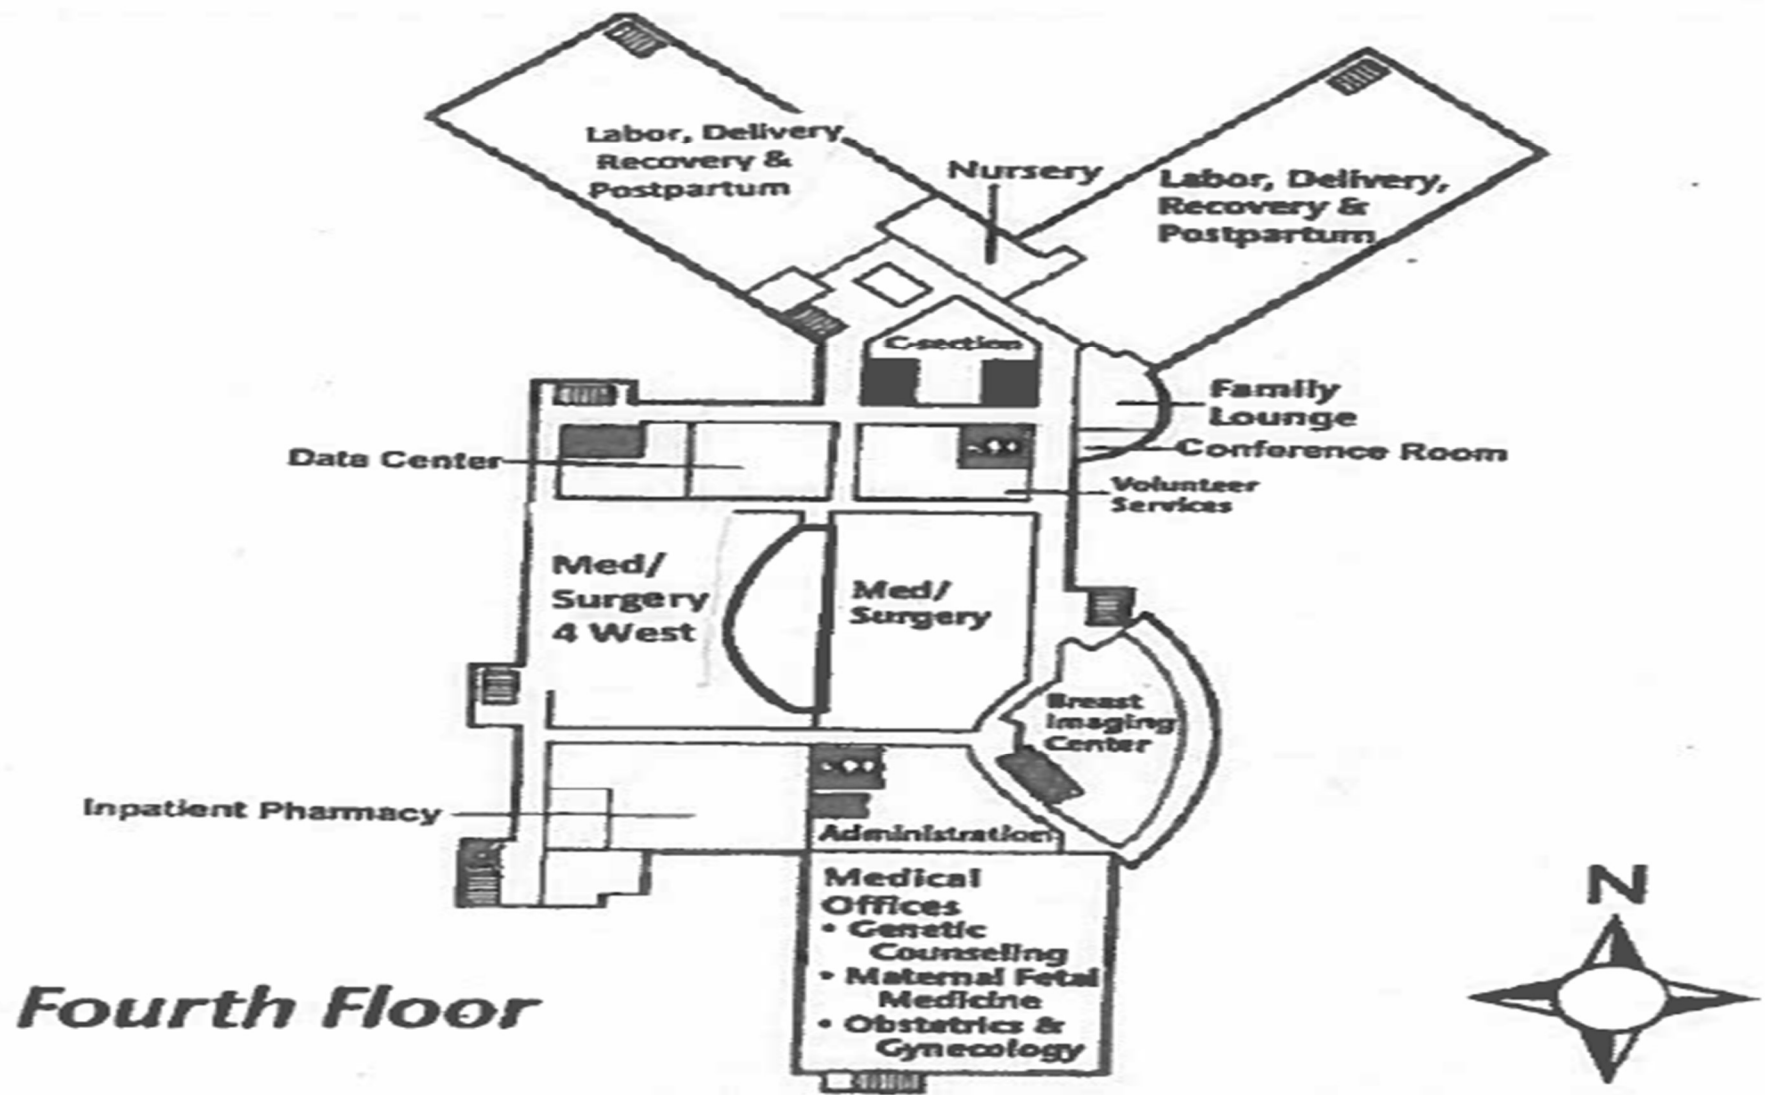 Labor, Delivery,
Recovery &
Postpartum
Nursery
Labor, Delivery,
Recovery &
Postpartum
C-section
Family
Lounge
Conference Room
Data Center
Volunteer
Services
Med/
Surgery
4 West
Med/
Surgery
Breast
Imaging
Center
Inpatient Pharmacy
Administration
Medical
Offices
• Genetic
Counseling
• Maternal Fetal
Medicine
• Obstetrics &
Gynecology
N
Fourth Floor